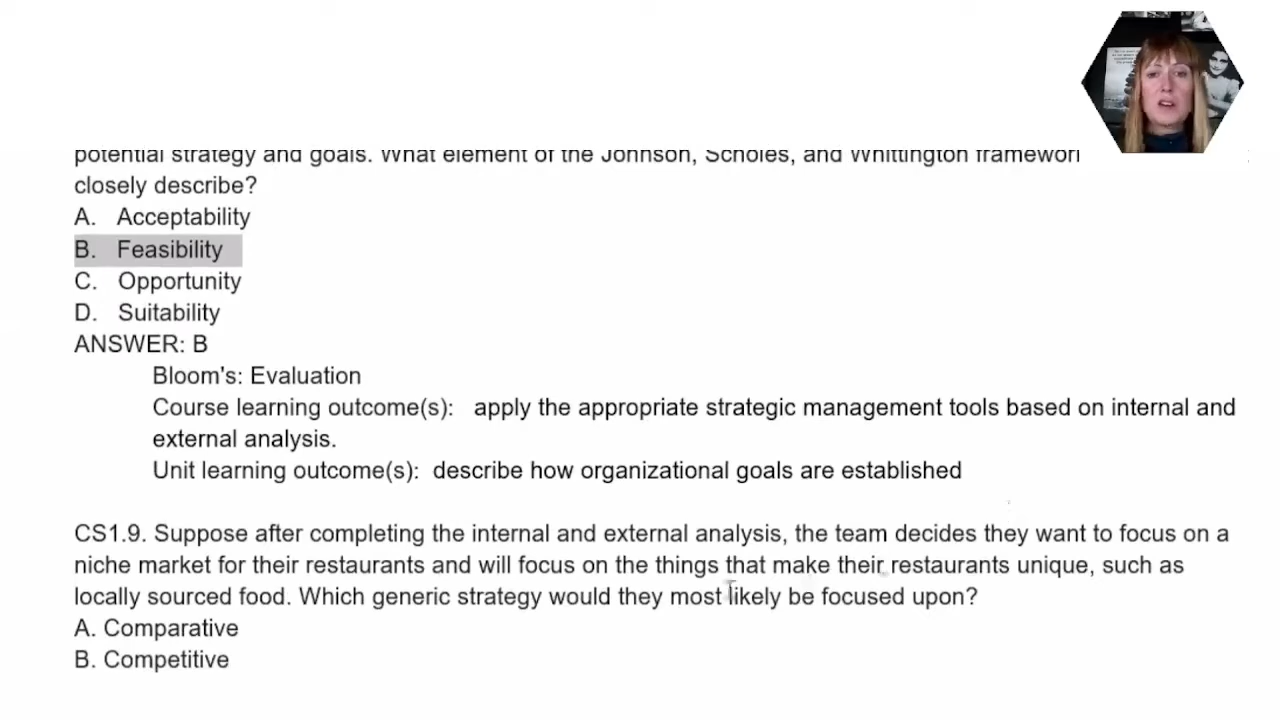 potential strategy and goals. What element of the Johnson, Scholes, and Whittington
closely describe?
A. Acceptability
B. Feasibility
C. Opportunity
D. Suitability
ANSWER: B
Bloom's: Evaluation
Course learning outcome(s): apply the appropriate strategic management tools based on internal and
external analysis.
Unit learning outcome(s): describe how organizational goals are established
CS1.9. Suppose after completing the internal and external analysis, the team decides they want to focus on a
niche market for their restaurants and will focus on the things that make their restaurants unique, such as
locally sourced food. Which generic strategy would they most likely be focused upon?
A. Comparative
B. Competitive